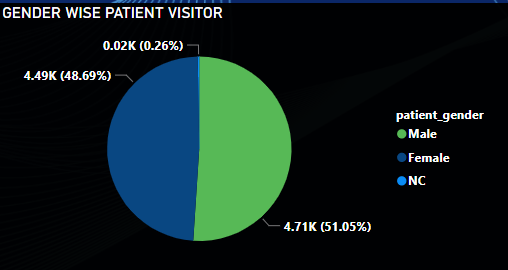 GENDER WISE PATIENT VISITOR
0.02K (0.26%)
4.49K (48.69%)
patient_gender
Male
Female
NC
4.71K (51.05%)